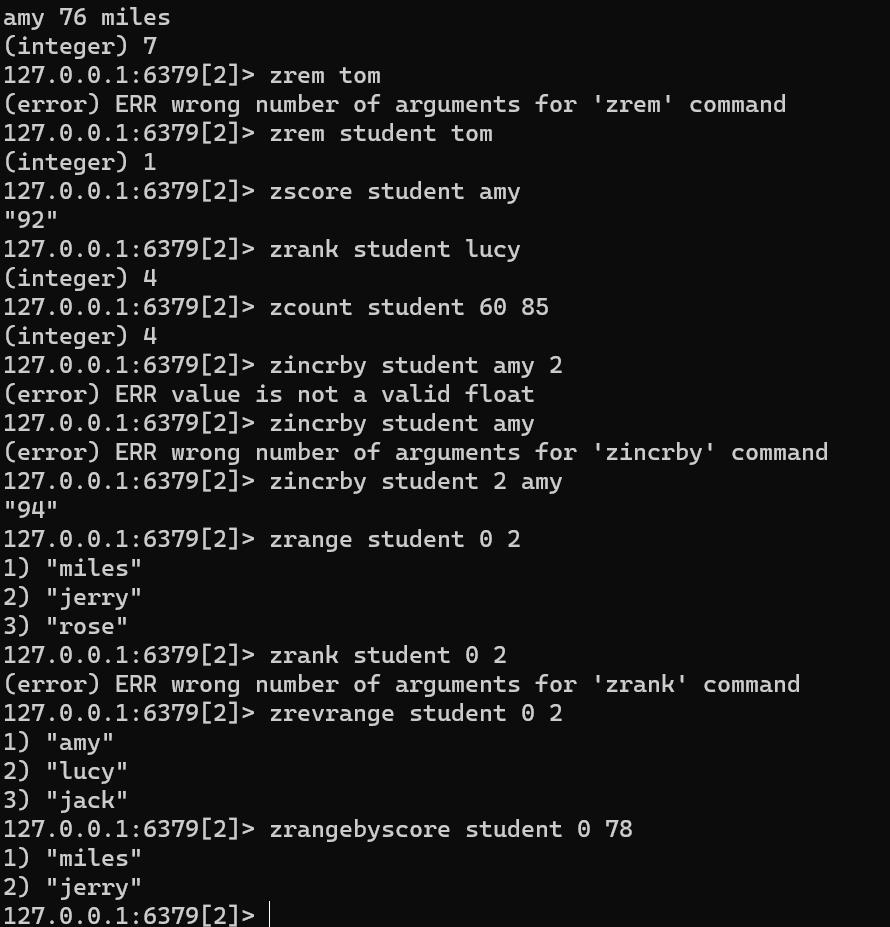 amy 76 miles
(integer) 7
127.0.0.1:6379[2]> zrem tom
(error) ERR wrong number of arguments for 'zrem' command
127.0.0.1:6379[2]> zrem student tom
(integer) 1
127.0.0.1:6379[2]> zscore student amy
"92"
127.0.0.1:6379[2]> zrank student lucy
(integer) 4
127.0.0.1:6379[2]> zcount student 60 85
(integer) 4
127.0.0.1:6379[2]> zincrby student amy 2
(error) ERR value is not a valid float
127.0.0.1:6379[2]> zincrby student amy
(error) ERR wrong number of arguments for 'zincrby' command
127.0.0.1:6379[2]> zincrby student 2 amy
"94"
127.0.0.1:6379[2]> zrange student 0 2
1) "miles"
2) "jerry"
3) "rose"
127.0.0.1:6379[2]> zrank student 0 2
(error) ERR wrong number of arguments for 'zrank' command
127.0.0.1:6379[2]> zrevrange student 0 2
1) "amy"
2) "lucy"
3) "jack"
127.0.0.1:6379[2]> zrangebyscore student 0 78
1) "miles"
2) "jerry"
127.0.0.1:6379[2]>